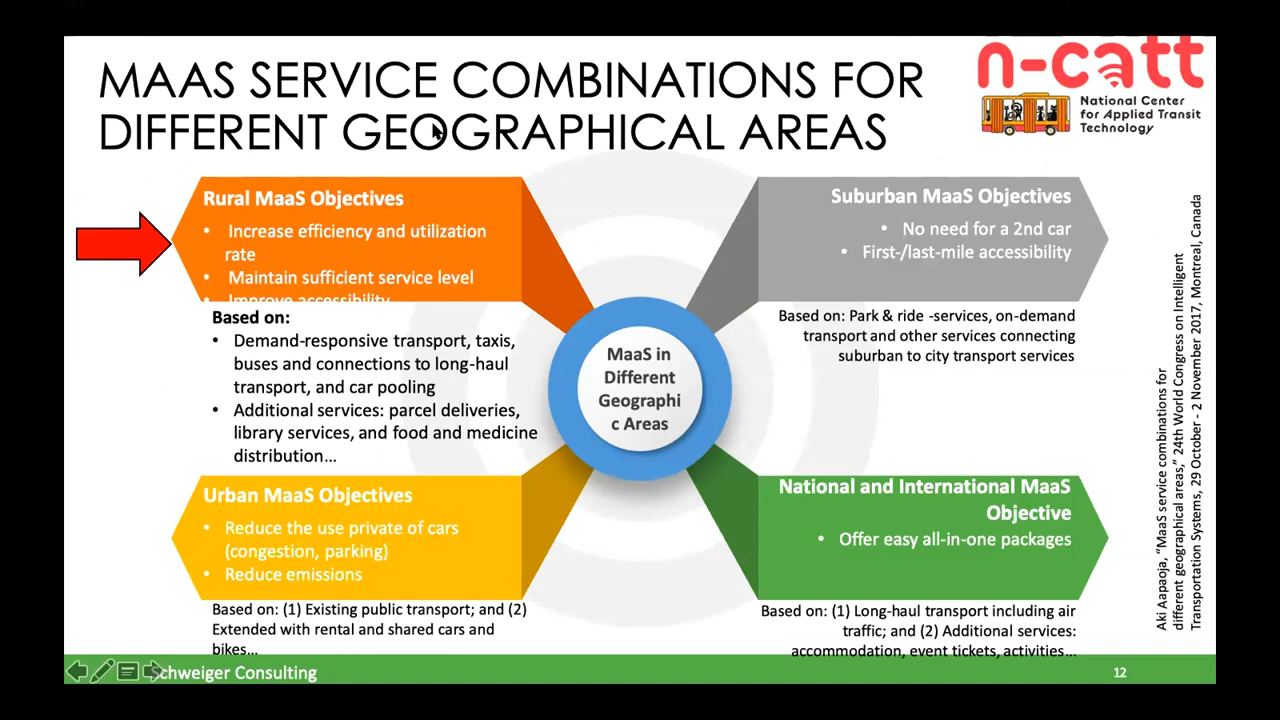 MAAS SERVICE COMBINATIONS FOR
DIFFERENT GEOGRAPHICAL AREAS
n-catt
National Center
for Applied Transit
Technology
Rural MaaS Objectives
• Increase efficiency and utilization
rate
• Maintain sufficient service level
• Improve accessibility
Based on:
• Demand-responsive transport, taxis,
buses and connections to long-haul
transport, and car pooling
• Additional services: parcel deliveries,
library services, and food and medicine
distribution…
Suburban MaaS Objectives
• No need for a 2nd car
• First-/last-mile accessibility
Based on: Park & ride -services, on-demand
transport and other services connecting
suburban to city transport services
MaaS in
Different
Geographi
c Areas
Urban MaaS Objectives
• Reduce the use private of cars
(congestion, parking)
• Reduce emissions
Based on: (1) Existing public transport; and (2)
Extended with rental and shared cars and
bikes…
National and International MaaS
Objective
• Offer easy all-in-one packages
Based on: (1) Long-haul transport including air
traffic; and (2) Additional services:
accommodation, event tickets, activities…
Aki Aapaoja, “MaaS service combinations for
different geographical areas,” 24th World Congress on Intelligent
Transportation Systems, 29 October - 2 November 2017, Montreal, Canada
Schweiger Consulting
12